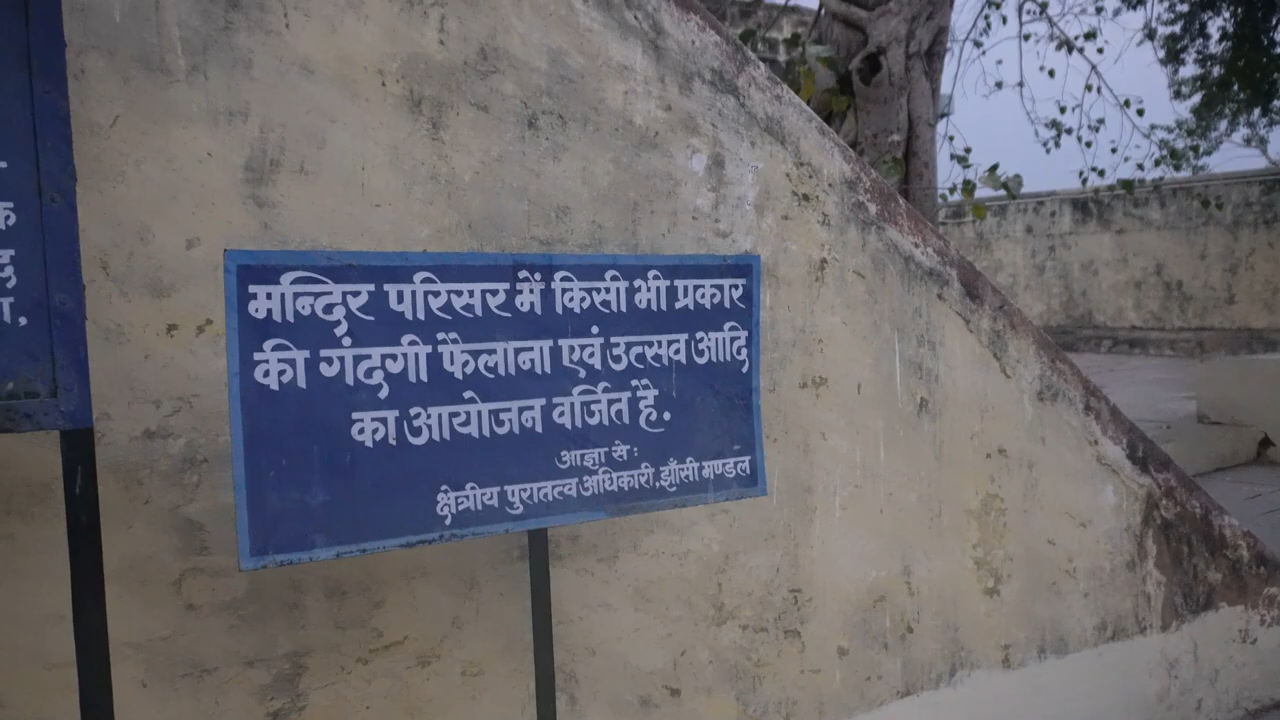 मन्दिर परिसर में किसी भी प्रकार
की गंदगी फैलाना एवं उत्सव आदि
का आयोजन वर्जित है.
आज्ञा से:
क्षेत्रीय पुरातत्व अधिकारी, झाँसी मण्डल